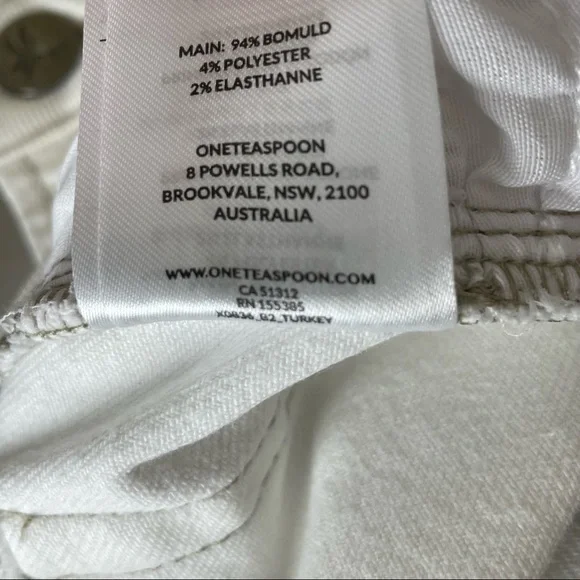 MAIN: 94% BOMULD
4% POLYESTER
2% ELASTHANNE
ONETEASPOON
8 POWELLS ROAD,
BROOKVALE, NSW, 2100
AUSTRALIA
WWW.ONETEASPOON.COM
CA 51312
RN 155385
X0836_B2_TURKEY